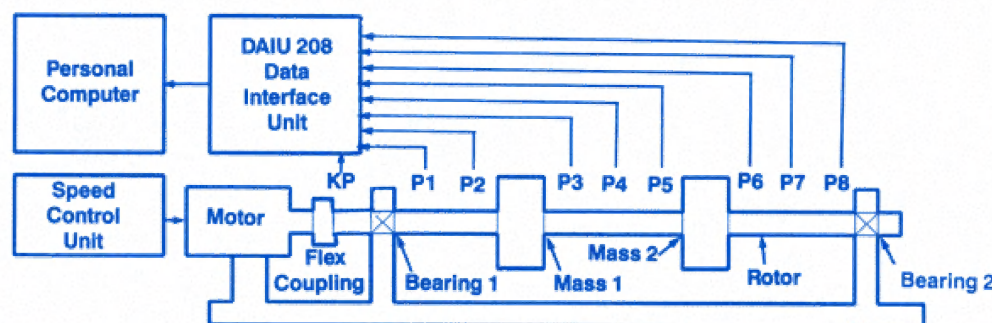 Personal
Computer
DAIU 208
Data
Interface
Unit
KP
P1
P2
P3
P4
P5
P6
P7
P8
Speed
Control
Unit
Motor
Flex
Coupling
Bearing 1
Mass 1
Mass 2
Rotor
Bearing 2